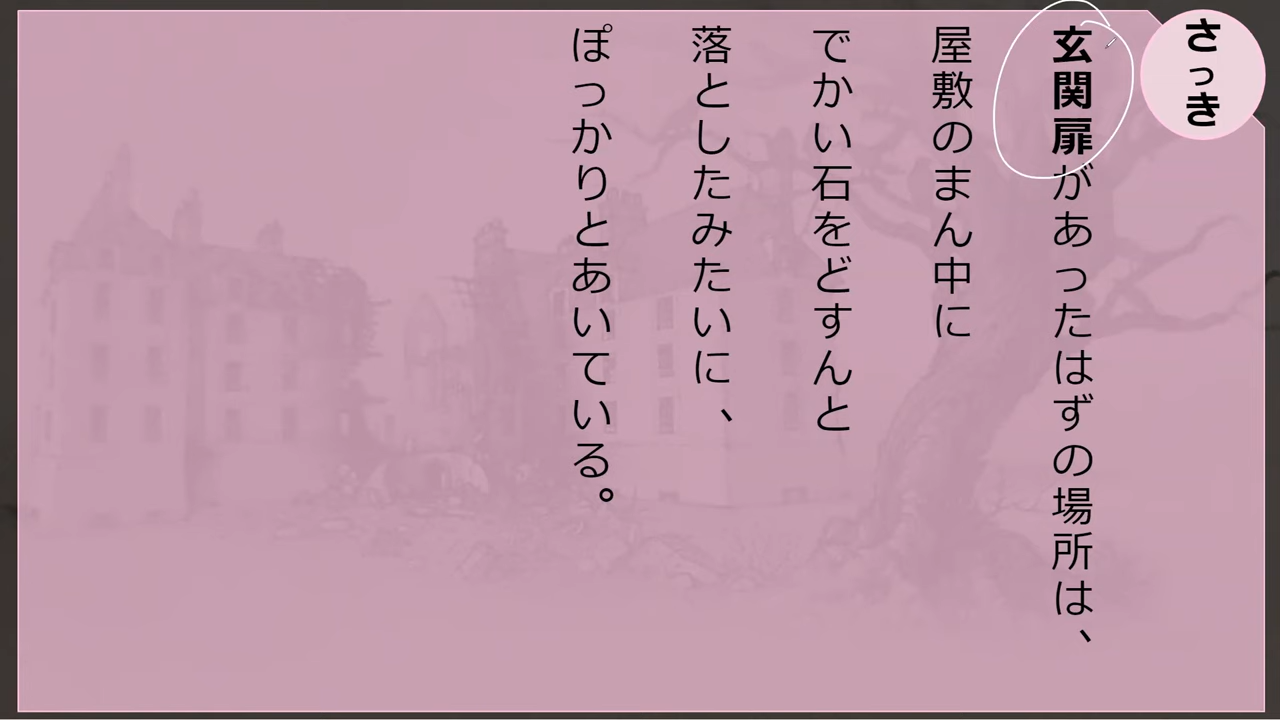 さっき
玄関扉があったはずの場所は、
屋敷のまん中に
でかい石をどすんと
落としたみたいに、
ぽっかりとあいている。